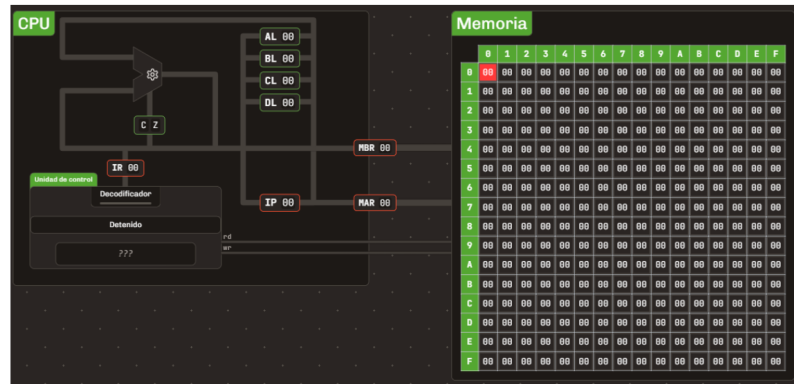 CPU
AL 00
BL 00
CL 00
DL 00
C Z
IR 00
Unidad de control
Decodificador
Detenido
???
IP 00
MBR 00
MAR 00
rd
wr
Memoria
0 1 2 3 4 5 6 7 8 9 A B C D E F
0 00 00 00 00 00 00 00 00 00 00 00 00 00 00 00 00
1 00 00 00 00 00 00 00 00 00 00 00 00 00 00 00 00
2 00 00 00 00 00 00 00 00 00 00 00 00 00 00 00 00
3 00 00 00 00 00 00 00 00 00 00 00 00 00 00 00 00
4 00 00 00 00 00 00 00 00 00 00 00 00 00 00 00 00
5 00 00 00 00 00 00 00 00 00 00 00 00 00 00 00 00
6 00 00 00 00 00 00 00 00 00 00 00 00 00 00 00 00
7 00 00 00 00 00 00 00 00 00 00 00 00 00 00 00 00
8 00 00 00 00 00 00 00 00 00 00 00 00 00 00 00 00
9 00 00 00 00 00 00 00 00 00 00 00 00 00 00 00 00
A 00 00 00 00 00 00 00 00 00 00 00 00 00 00 00 00
B 00 00 00 00 00 00 00 00 00 00 00 00 00 00 00 00
C 00 00 00 00 00 00 00 00 00 00 00 00 00 00 00 00
D 00 00 00 00 00 00 00 00 00 00 00 00 00 00 00 00
E 00 00 00 00 00 00 00 00 00 00 00 00 00 00 00 00
F 00 00 00 00 00 00 00 00 00 00 00 00 00 00 00 00